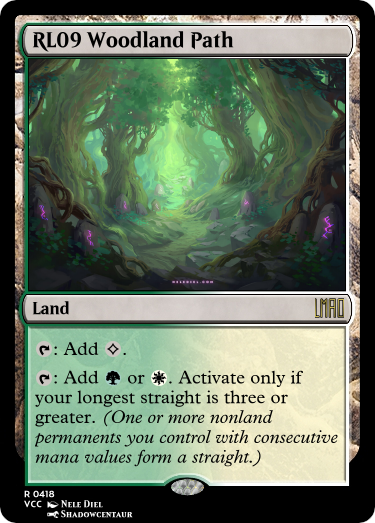 RL09 Woodland Path
NELEDIEL.COM
Land
LMAO
: Add .
: Add or . Activate only if
your longest straight is three or
greater. (One or more nonland
permanents you control with consecutive
mana values form a straight.)
R 0418
VCC Nele Diel
Shadowcentaur